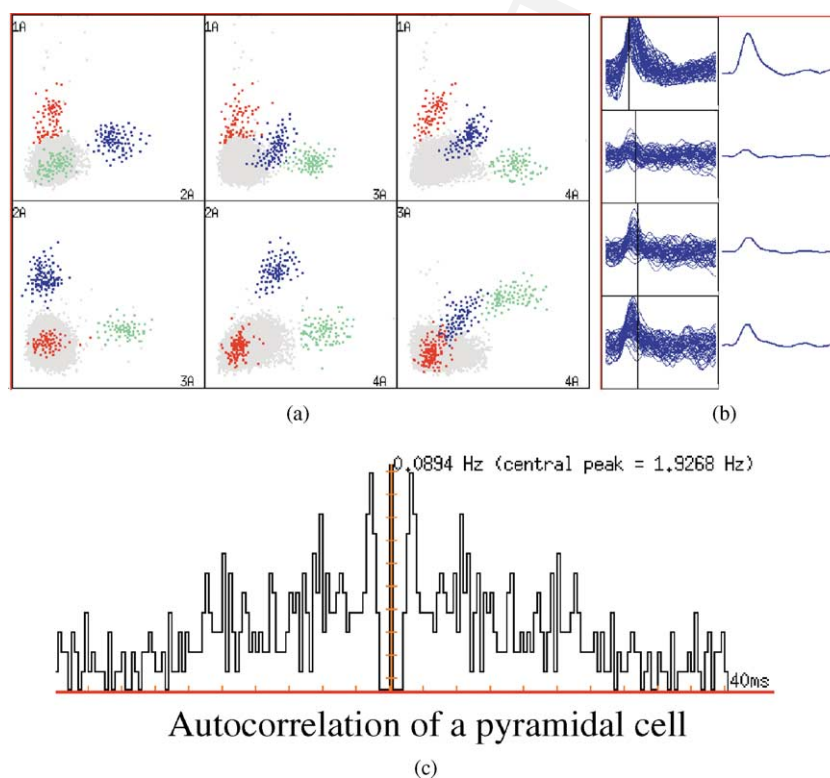 1A
2A
1A
3A
1A
4A
2A
3A
2A
4A
3A
4A
(a)
(b)
0.0894 Hz (central peak = 1.9268 Hz)
40ms
Autocorrelation of a pyramidal cell
(c)